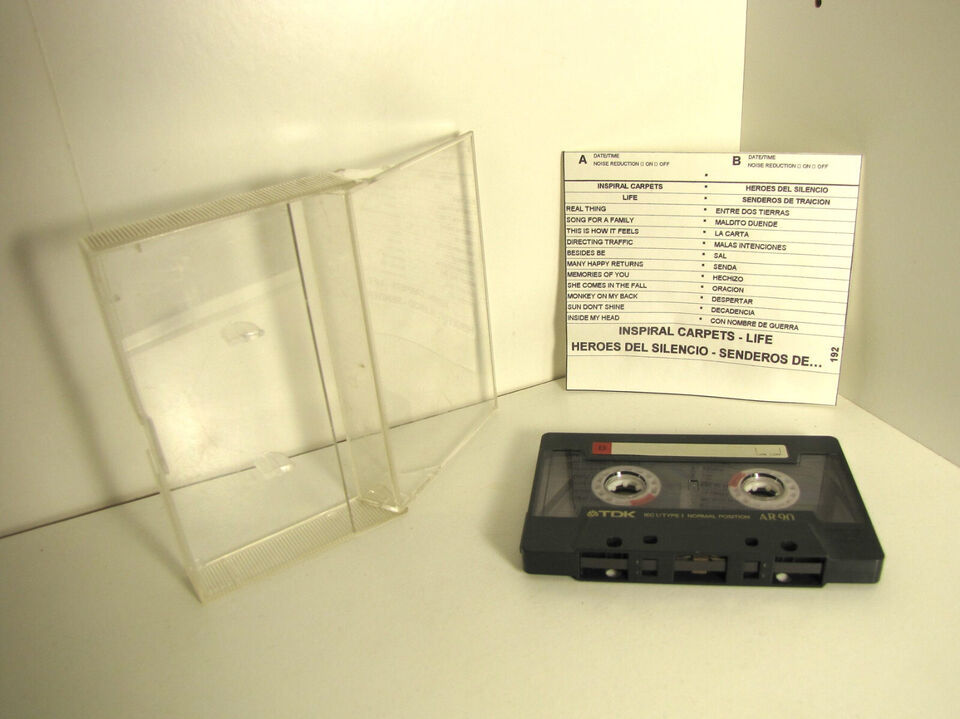 A DATE/TIME
NOISE REDUCTION □ ON □ OFF
B DATE/TIME
NOISE REDUCTION □ ON □ OFF
INSPIRAL CARPETS
LIFE
REAL THING
SONG FOR A FAMILY
THIS IS HOW IT FEELS
DIRECTING TRAFFIC
BESIDES BE
MANY HAPPY RETURNS
MEMORIES OF YOU
SHE COMES IN THE FALL
MONKEY ON MY BACK
SUN DON'T SHINE
INSIDE MY HEAD
HEROES DEL SILENCIO
SENDEROS DE TRAICION
ENTRE DOS TIERRAS
MALDITO DUENDE
LA CARTA
MALAS INTENCIONES
SAL
SENDA
HECHIZO
ORACION
DESPERTAR
DECADENCIA
CON NOMBRE DE GUERRA
INSPIRAL CARPETS - LIFE
HEROES DEL SILENCIO - SENDEROS DE...
192
TDK IEC I/TYPE I NORMAL POSITION AR 90